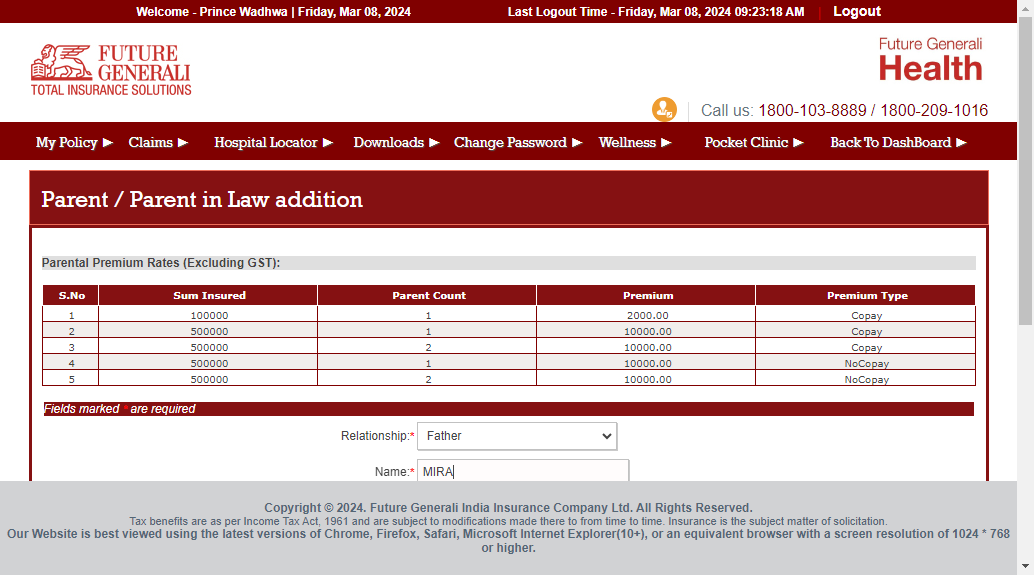 Welcome - Prince Wadhwa | Friday, Mar 08, 2024 Last Logout Time - Friday, Mar 08, 2024 09:23:18 AM | Logout
FUTURE
GENERALI
TOTAL INSURANCE SOLUTIONS
Future Generali
Health
Call us: 1800-103-8889 / 1800-209-1016
My Policy Claims Hospital Locator Downloads Change Password Wellness Pocket Clinic Back To DashBoard
Parent / Parent in Law addition
Parental Premium Rates (Excluding GST):
S.No Sum Insured Parent Count Premium Premium Type
1 100000 1 2000.00 Copay
2 500000 1 10000.00 Copay
3 500000 2 10000.00 Copay
4 500000 1 10000.00 NoCopay
5 500000 2 10000.00 NoCopay
Fields marked * are required
Relationship:* Father
Name:* MIRA
Copyright © 2024. Future Generali India Insurance Company Ltd. All Rights Reserved.
Tax benefits are as per Income Tax Act, 1961 and are subject to modifications made there to from time to time. Insurance is the subject matter of solicitation.
Our Website is best viewed using the latest versions of Chrome, Firefox, Safari, Microsoft Internet Explorer(10+), or an equivalent browser with a screen resolution of 1024 * 768
or higher.